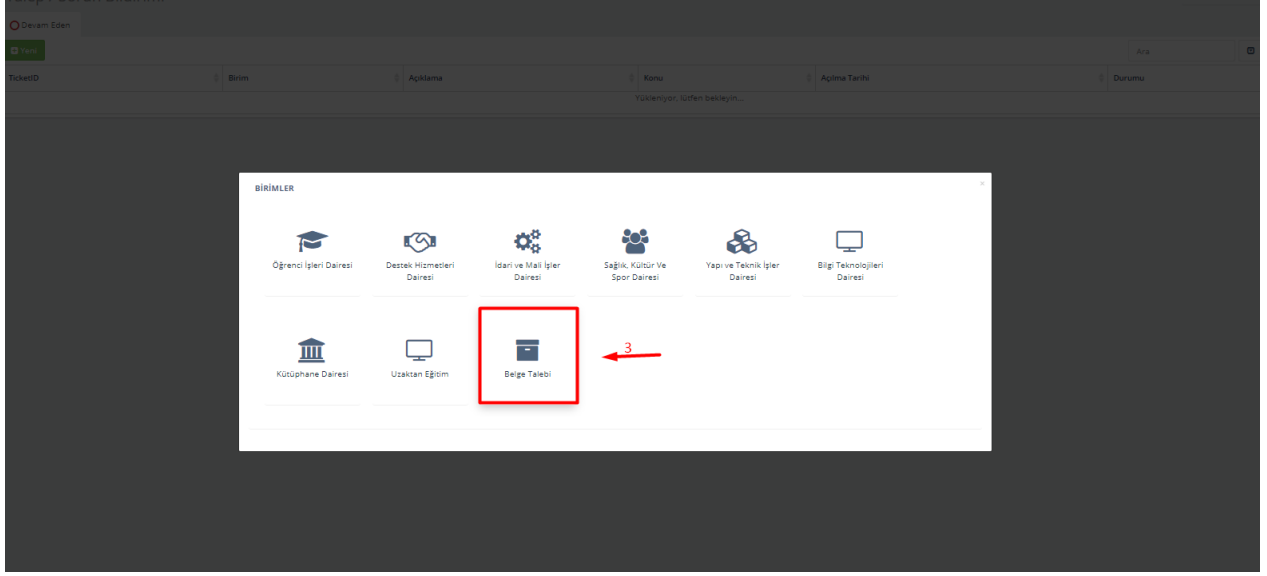 Devam Eden
Yeni
Ara
TicketID
Birim
Açıklama
Konu
Açılma Tarihi
Durumu
Yükleniyor, lütfen bekleyin...
BİRİMLER
×
Öğrenci İşleri Dairesi
Destek Hizmetleri
Dairesi
İdari ve Mali İşler
Dairesi
Sağlık, Kültür Ve
Spor Dairesi
Yapı ve Teknik İşler
Dairesi
Bilgi Teknolojileri
Dairesi
Kütüphane Dairesi
Uzaktan Eğitim
Belge Talebi
3